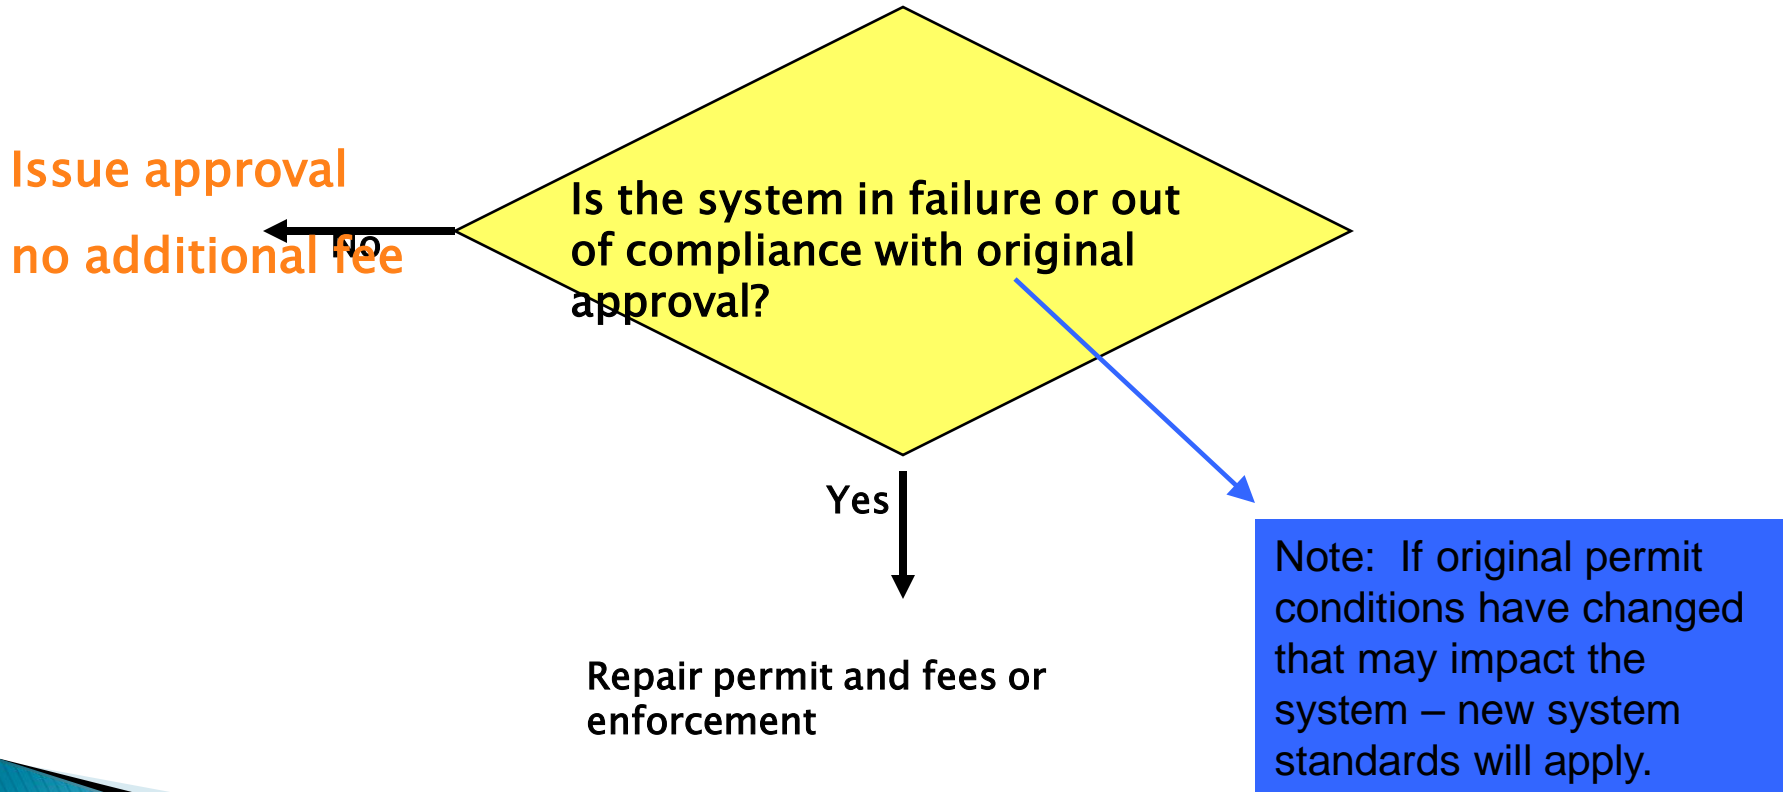 Issue approval
no additional fee
No
Is the system in failure or out
of compliance with original
approval?
Yes
Repair permit and fees or
enforcement
Note:  If original permit
conditions have changed
that may impact the
system – new system
standards will apply.